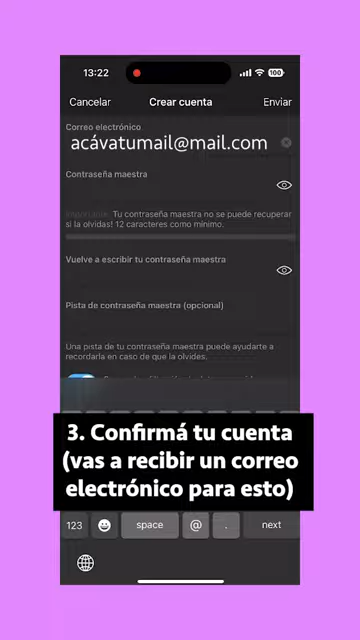 13:22
100
Cancelar
Crear cuenta
Enviar
Correo electrónico
acávatumail@mail.com
Contraseña maestra
Importante: Tu contraseña maestra no se puede recuperar
si la olvidas! 12 caracteres como mínimo.
Vuelve a escribir tu contraseña maestra
Pista de contraseña maestra (opcional)
Una pista de tu contraseña maestra puede ayudarte a
recordarla en caso de que la olvides.
3. Confirmá tu cuenta
(vas a recibir un correo
electrónico para esto)
123
space
@
.
next